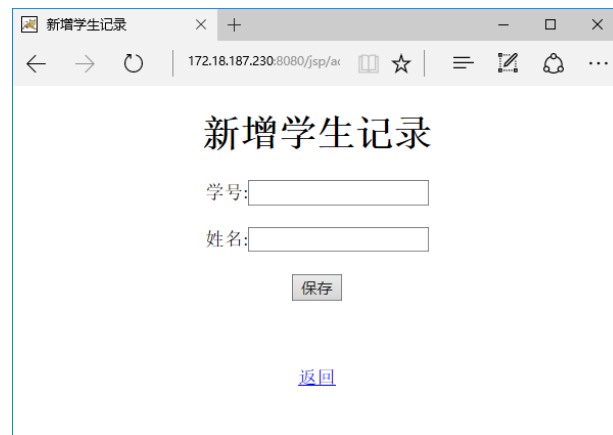 新增学生记录
172.18.187.230:8080/jsp/ac
新增学生记录
学号:
姓名:
保存
返回